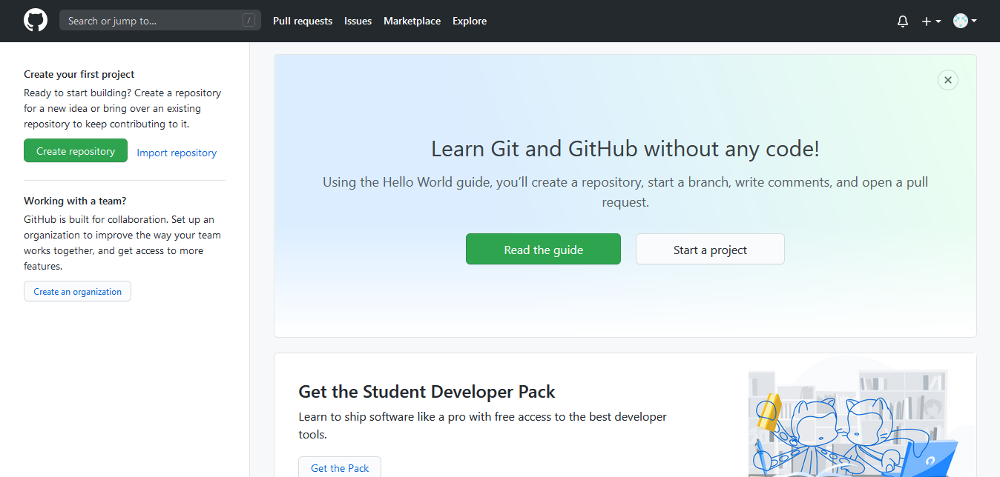 Search or jump to... /
Pull requests
Issues
Marketplace
Explore
Create your first project
Ready to start building? Create a repository
for a new idea or bring over an existing
repository to keep contributing to it.
Create repository
Import repository
Working with a team?
GitHub is built for collaboration. Set up an
organization to improve the way your team
works together, and get access to more
features.
Create an organization
Learn Git and GitHub without any code!
Using the Hello World guide, you’ll create a repository, start a branch, write comments, and open a pull
request.
Read the guide
Start a project
Get the Student Developer Pack
Learn to ship software like a pro with free access to the best developer
tools.
Get the Pack